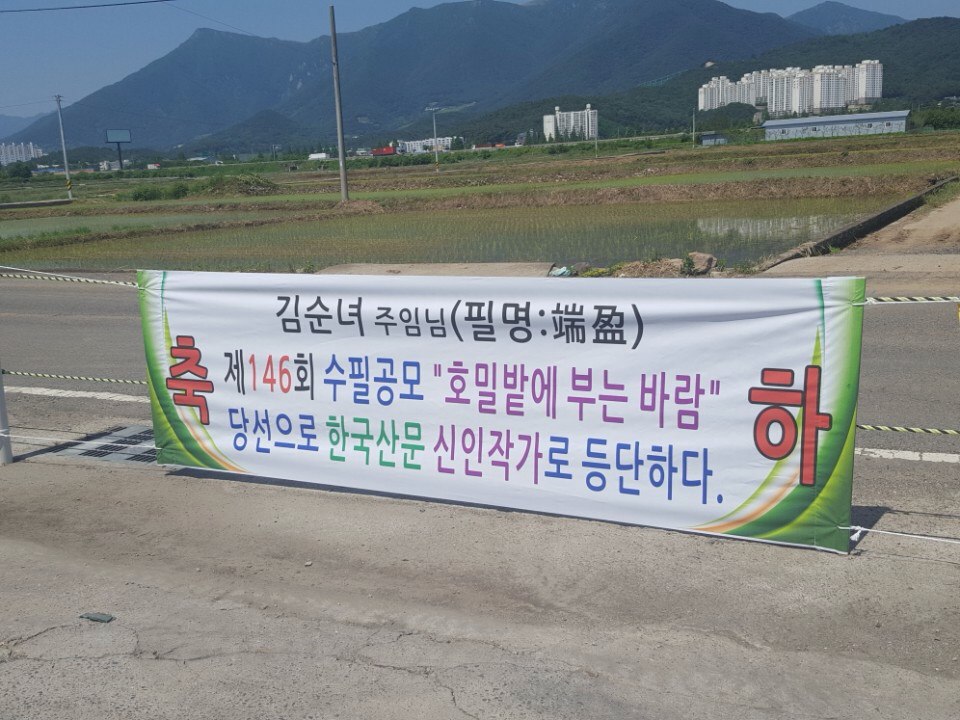 축하
김순녀 주임님(필명:端盈)
제146회 수필공모 "호밀밭에 부는 바람"
당선으로 한국산문 신인작가로 등단하다.